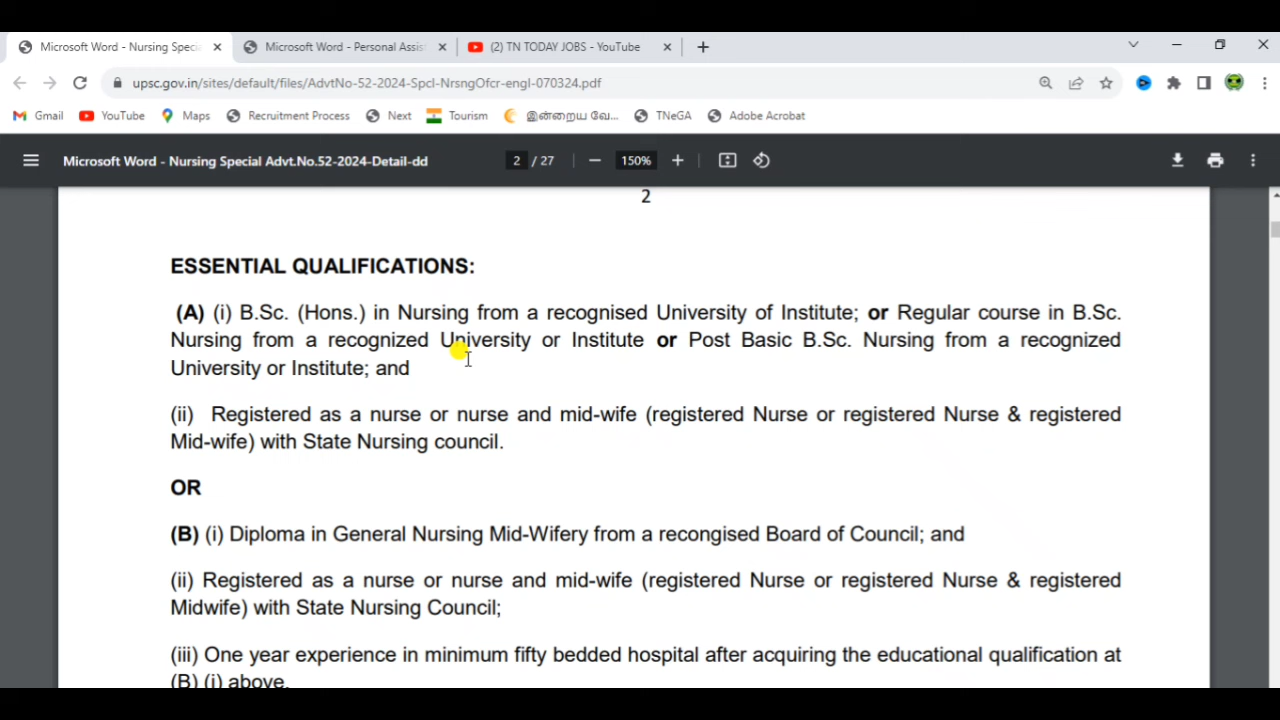 Microsoft Word - Nursing Speci
Microsoft Word - Personal Assis
(2) TN TODAY JOBS - YouTube
upsc.gov.in/sites/default/files/AdvtNo-52-2024-Spcl-NrsngOfcr-engl-070324.pdf
Gmail YouTube Maps Recruitment Process Next Tourism இன்றைய வே... TNeGA Adobe Acrobat
Microsoft Word - Nursing Special Advt.No.52-2024-Detail-dd 2 / 27 150%
2
ESSENTIAL QUALIFICATIONS:
(A) (i) B.Sc. (Hons.) in Nursing from a recognised University of Institute; or Regular course in B.Sc.
Nursing from a recognized University or Institute or Post Basic B.Sc. Nursing from a recognized
University or Institute; and
(ii) Registered as a nurse or nurse and mid-wife (registered Nurse or registered Nurse & registered
Mid-wife) with State Nursing council.
OR
(B) (i) Diploma in General Nursing Mid-Wifery from a recongised Board of Council; and
(ii) Registered as a nurse or nurse and mid-wife (registered Nurse or registered Nurse & registered
Midwife) with State Nursing Council;
(iii) One year experience in minimum fifty bedded hospital after acquiring the educational qualification at
(B) (i) above.